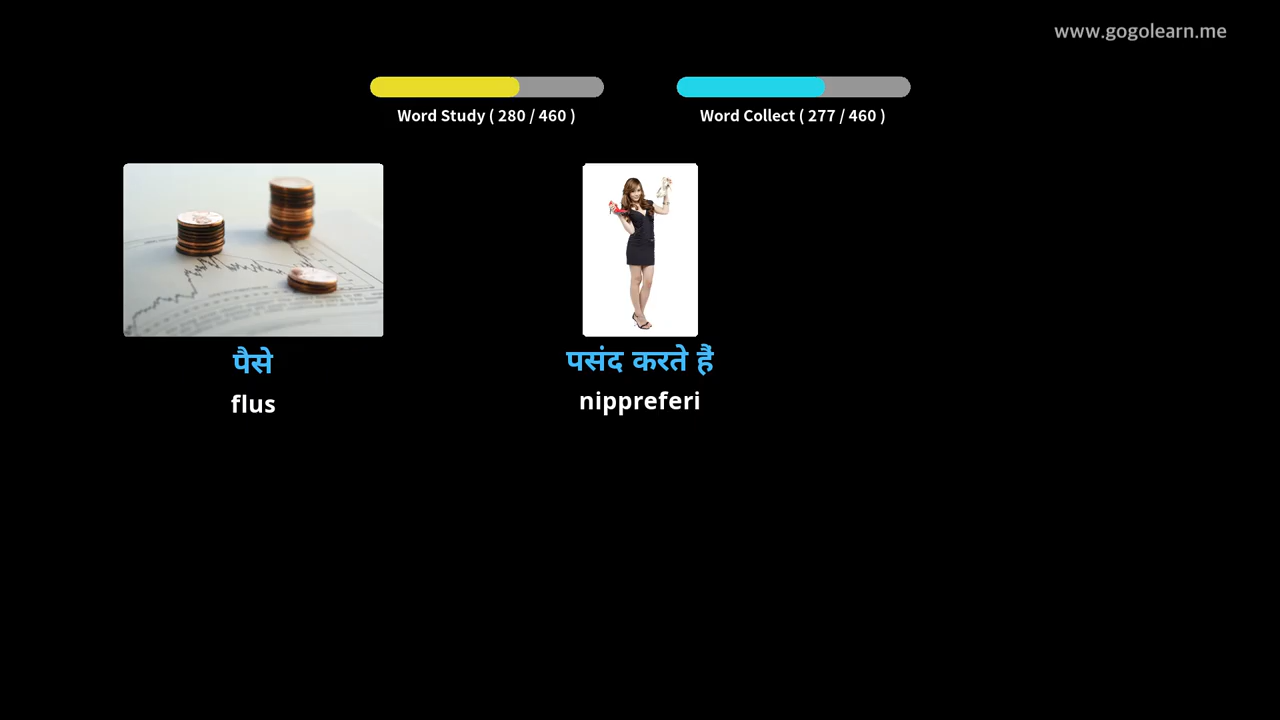 www.gogolearn.me
Word Study ( 280 / 460 )
Word Collect ( 277 / 460 )
पैसे
flus
पसंद करते हैं
nippreferi